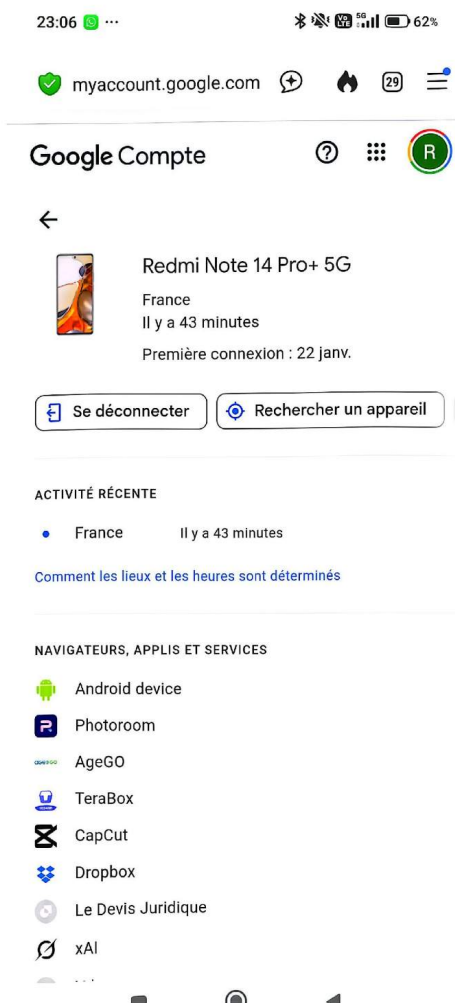 23:06 ... 5G 62%
myaccount.google.com 29
Google Compte R
Redmi Note 14 Pro+ 5G
France
Il y a 43 minutes
Première connexion : 22 janv.
Se déconnecter Rechercher un appareil
ACTIVITÉ RÉCENTE
France Il y a 43 minutes
Comment les lieux et les heures sont déterminés
NAVIGATEURS, APPLIS ET SERVICES
Android device
Photoroom
AgeGO
TeraBox
CapCut
Dropbox
Le Devis Juridique
xAI